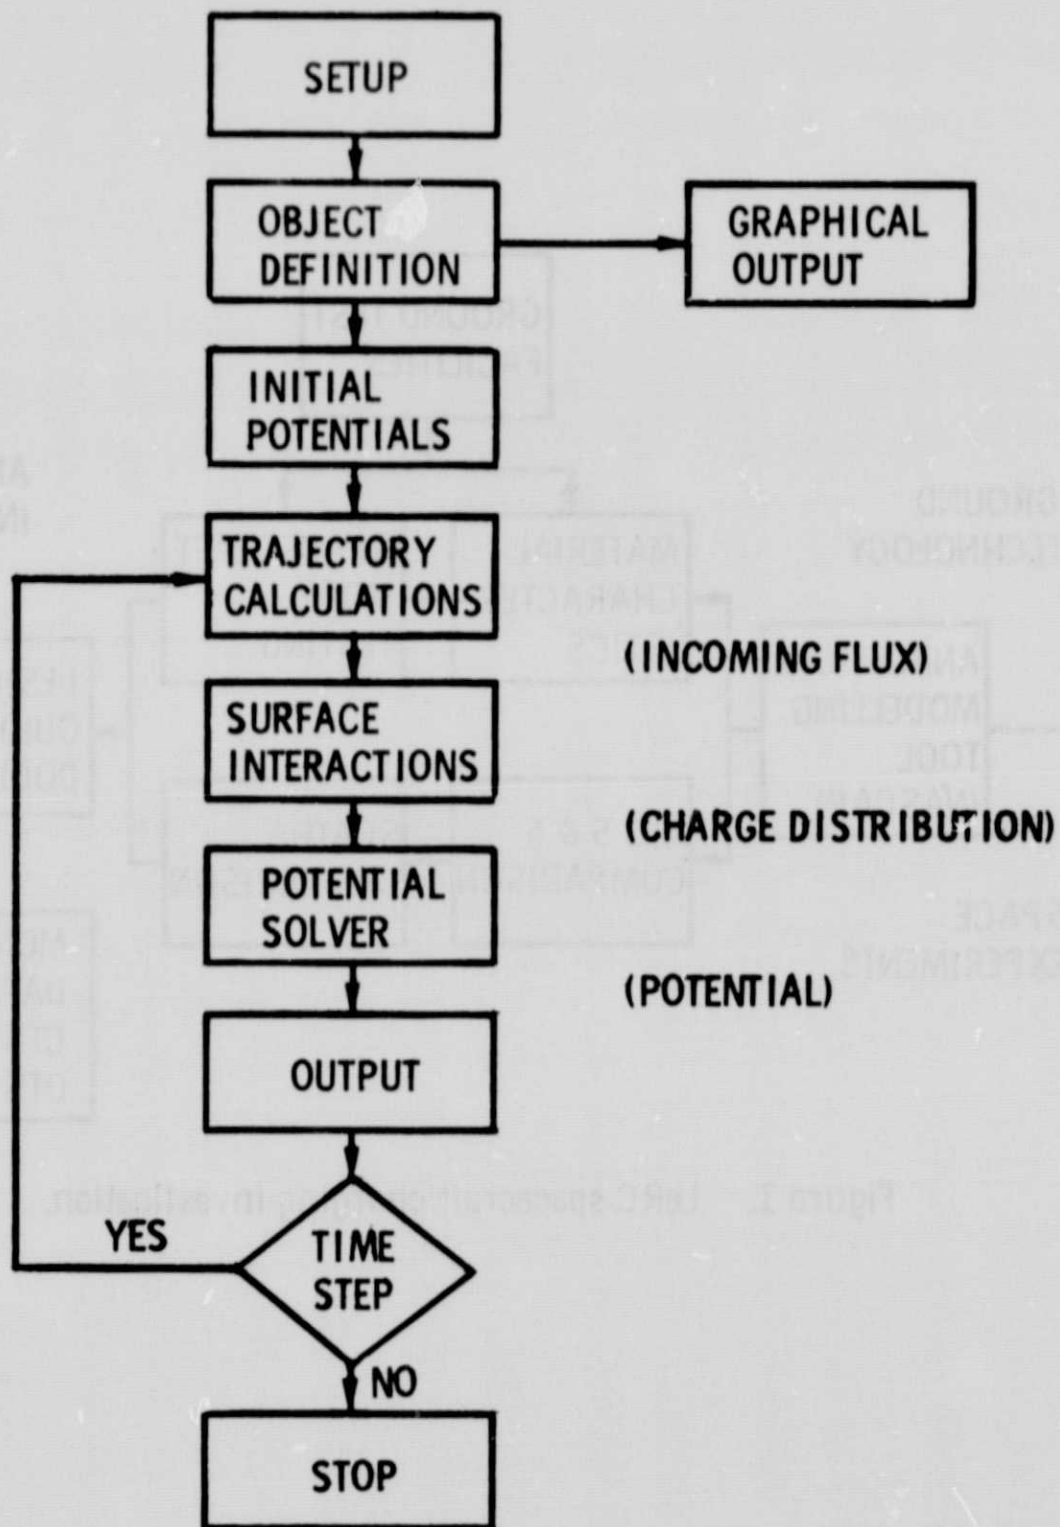 SETUP
OBJECT
DEFINITION
GRAPHICAL
OUTPUT
INITIAL
POTENTIALS
TRAJECTORY
CALCULATIONS
(INCOMING FLUX)
SURFACE
INTERACTIONS
(CHARGE DISTRIBUTION)
POTENTIAL
SOLVER
(POTENTIAL)
OUTPUT
TIME
STEP
YES
NO
STOP